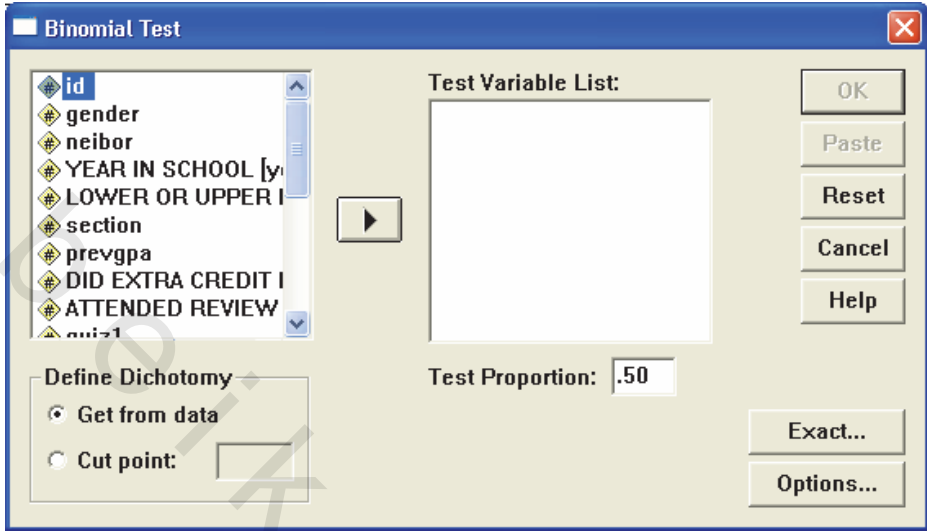 Binomial Test
id
gender
neibor
YEAR IN SCHOOL [y
LOWER OR UPPER
section
prevgpa
DID EXTRA CREDIT
ATTENDED REVIEW
quiz1
Test Variable List:
OK
Paste
Reset
Cancel
Help
Define Dichotomy
Get from data
Cut point:
Test Proportion: .50
Exact...
Options...